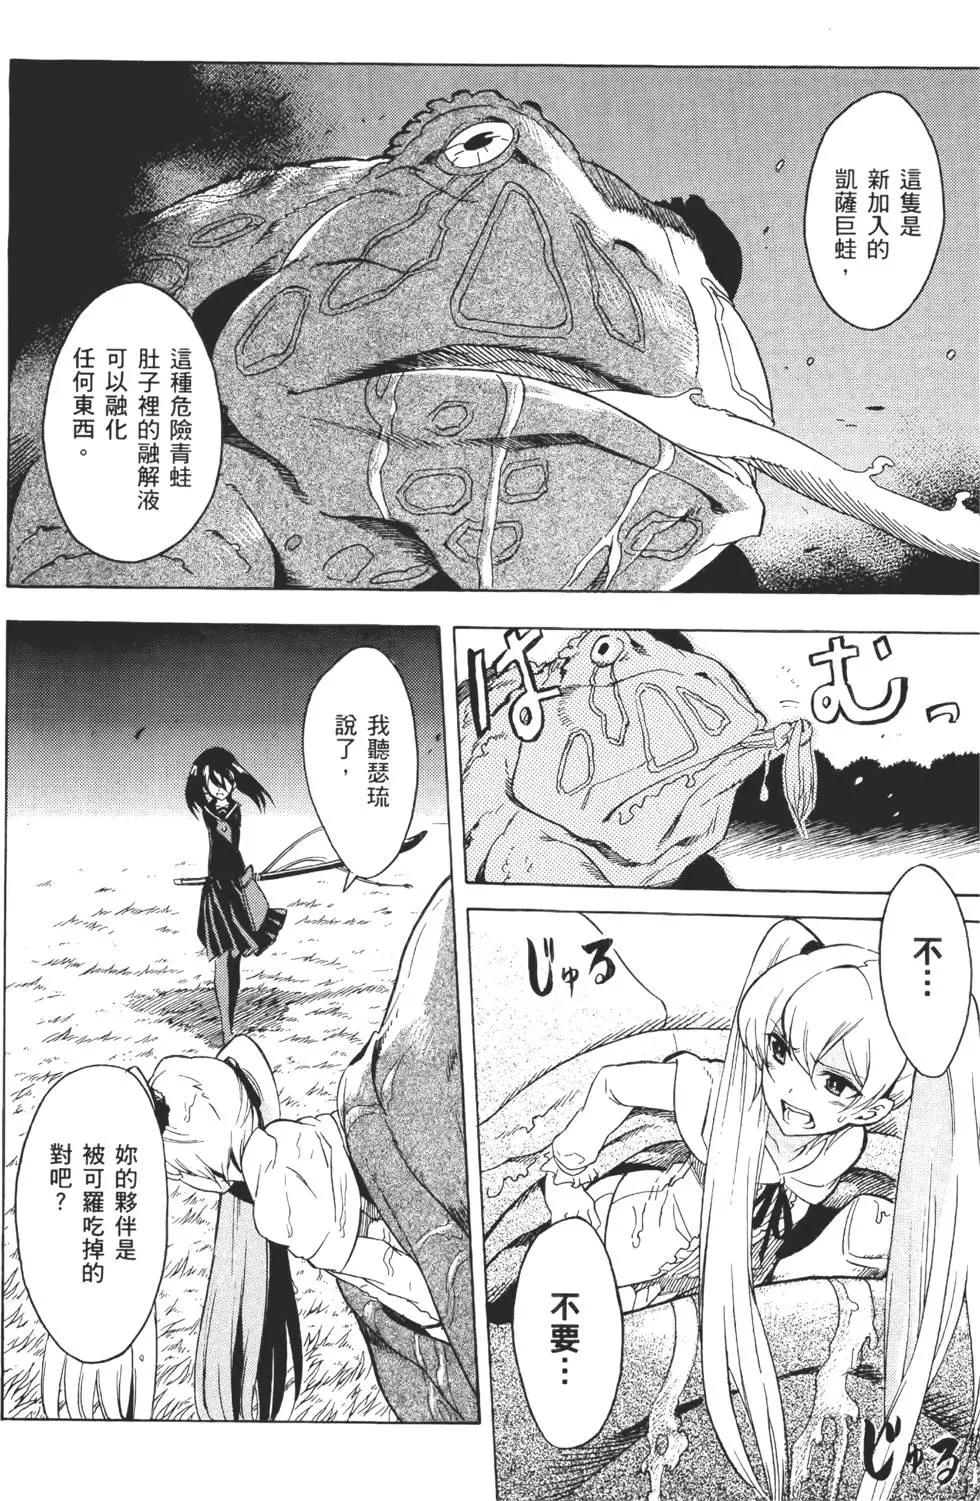 這隻是
新加入的
凱薩巨蛙，
這種危險青蛙
肚子裡的融解液
可以融化
任何東西。
むっ
はっ
不…
じゅる
不要…
じゅる
我聽瑟琉
說了，
妳的夥伴是
被可羅吃掉的
對吧？